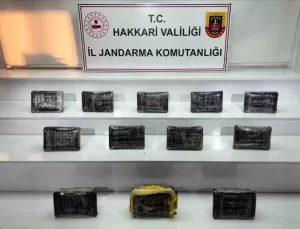 T.C.
HAKKARİ VALİLİĞİ
İL JANDARMA KOMUTANLIĞI